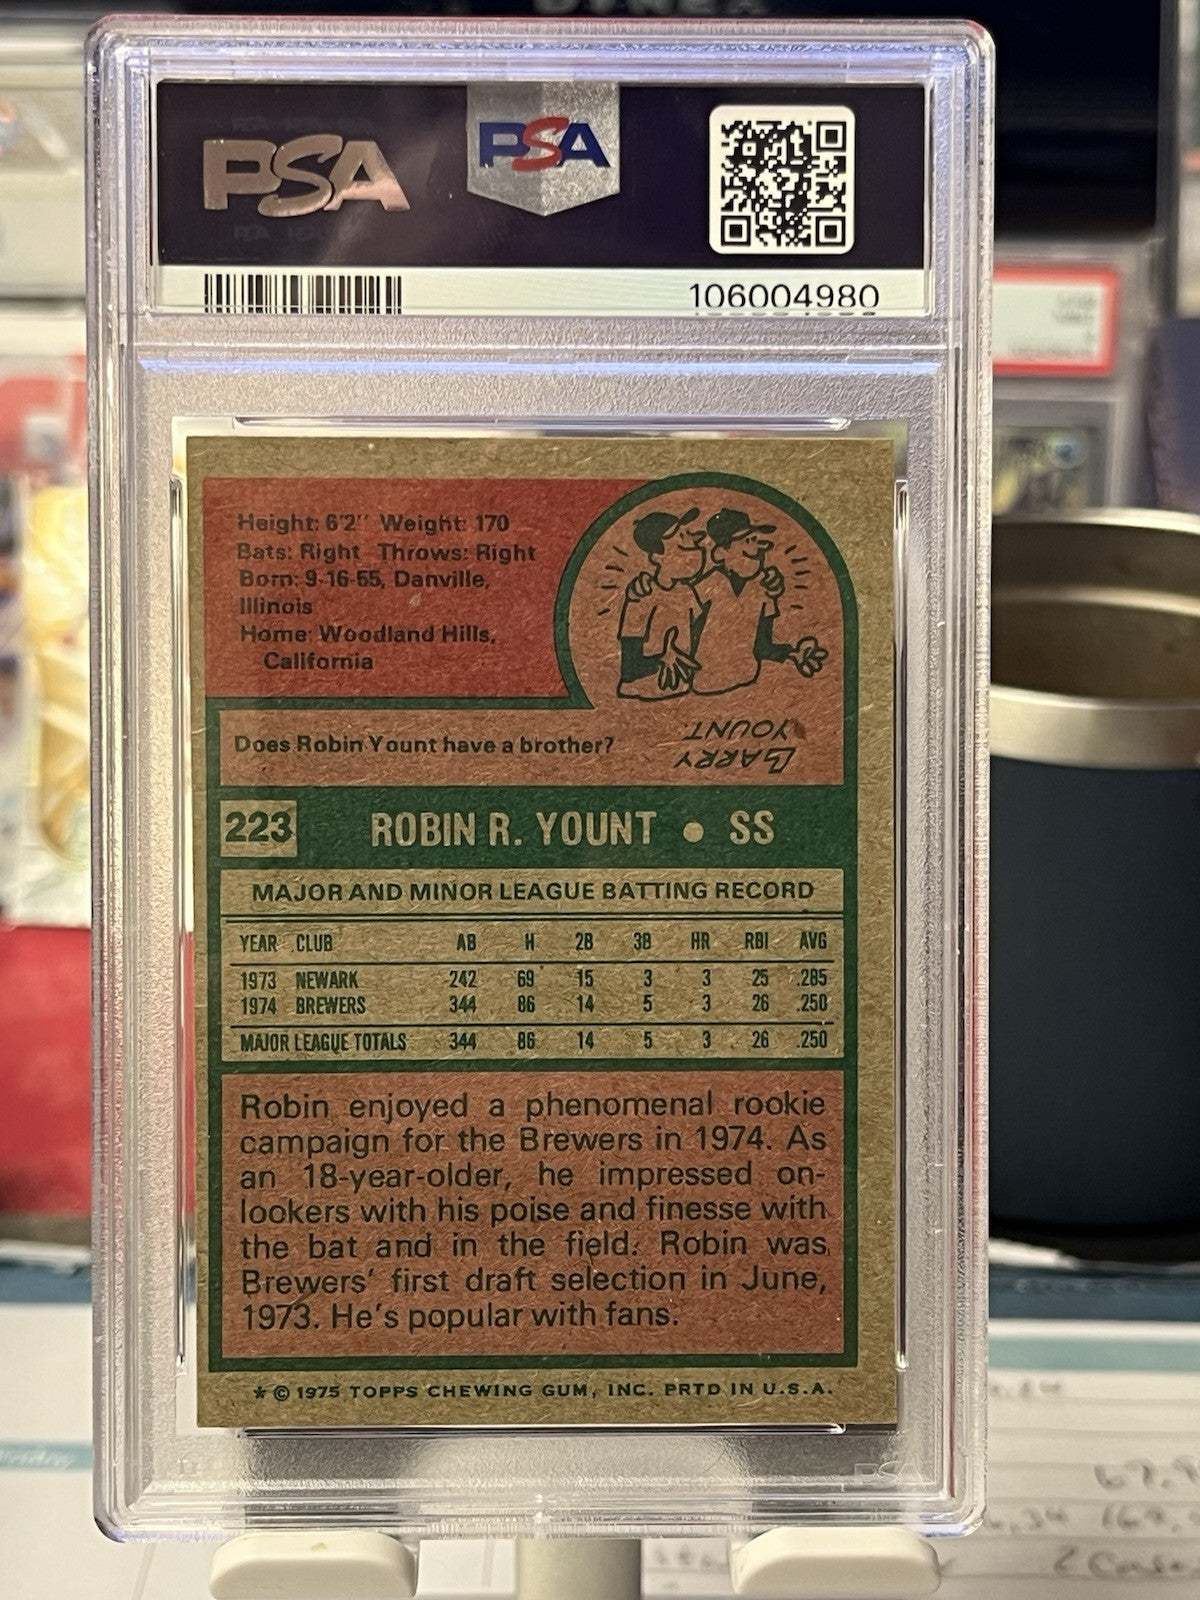 PSA
PSA
106004980
Height: 6'2" Weight: 170
Bats: Right Throws: Right
Born: 9-16-55, Danville,
Illinois
Home: Woodland Hills,
California
Does Robin Yount have a brother?
BARRY
YOUNT.
223
ROBIN R. YOUNT • SS
MAJOR AND MINOR LEAGUE BATTING RECORD
YEAR CLUB AB H 2B 3B HR RBI AVG
1973 NEWARK 242 69 15 3 3 25 .285
1974 BREWERS 344 86 14 5 3 26 .250
MAJOR LEAGUE TOTALS 344 86 14 5 3 26 .250
Robin enjoyed a phenomenal rookie
campaign for the Brewers in 1974. As
an 18-year-older, he impressed on-
lookers with his poise and finesse with
the bat and in the field. Robin was
Brewers' first draft selection in June,
1973. He's popular with fans.
* © 1975 TOPPS CHEWING GUM, INC. PRTD IN U.S.A.
PSA